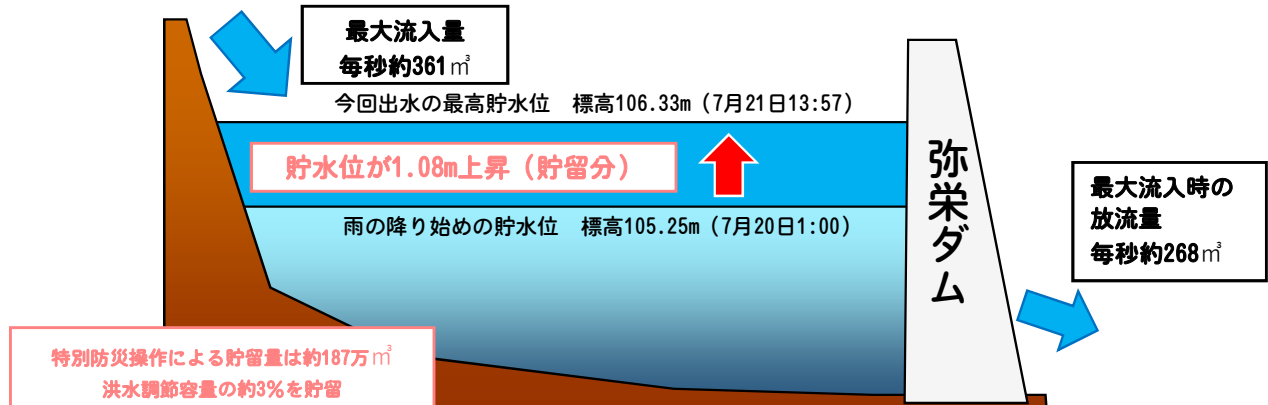 最大流入量
毎秒約361㎥
今回出水の最高貯水位　標高106.33m（7月21日13:57）
貯水位が1.08m上昇（貯留分）
雨の降り始めの貯水位　標高105.25m（7月20日1:00）
弥栄ダム
最大流入時の
放流量
毎秒約268㎥
特別防災操作による貯留量は約187万㎥
洪水調節容量の約3%を貯留